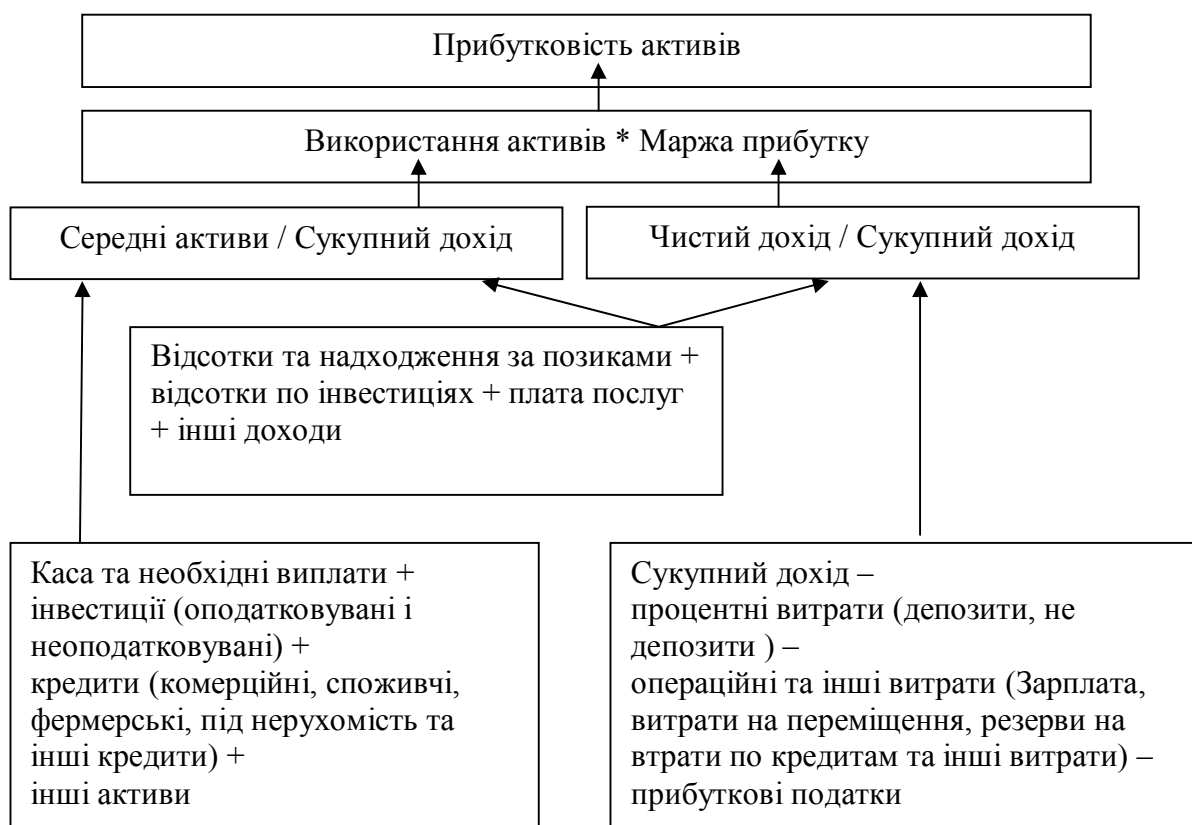 Прибутковість активів
Використання активів * Маржа прибутку
Середні активи / Сукупний дохід
Чистий дохід / Сукупний дохід
Відсотки та надходження за позиками +
відсотки по інвестиціях + плата послуг
+ інші доходи
Каса та необхідні виплати +
інвестиції (оподатковувані і
неоподатковувані) +
кредити (комерційні, споживчі,
фермерські, під нерухомість та
інші кредити) +
інші активи
Сукупний дохід –
процентні витрати (депозити, не
депозити ) –
операційні та інші витрати (Зарплата,
витрати на переміщення, резерви на
втрати по кредитам та інші витрати) –
прибуткові податки